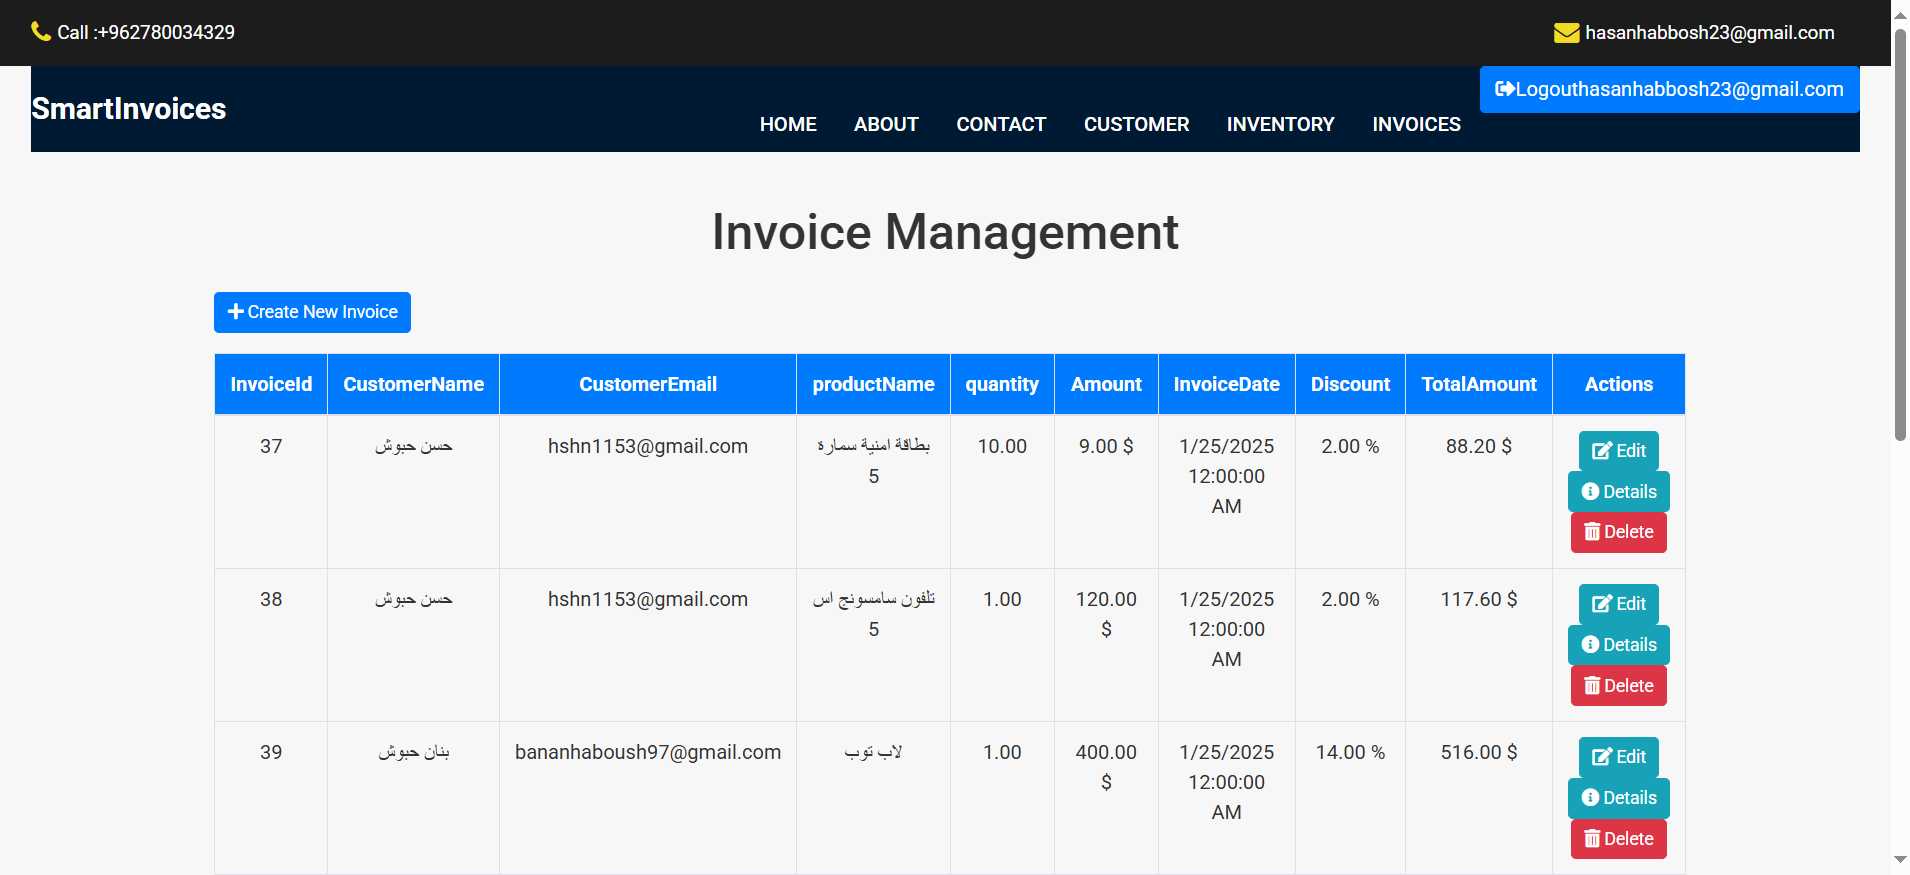 Call :+962780034329
hasanhabbosh23@gmail.com
SmartInvoices
HOME ABOUT CONTACT CUSTOMER INVENTORY INVOICES
Logouthasanhabbosh23@gmail.com
Invoice Management
Create New Invoice
InvoiceId CustomerName CustomerEmail productName quantity Amount InvoiceDate Discount TotalAmount Actions
37 حسن حبوش hshn1153@gmail.com بطاقة امنية سمارة 10.00 9.00 $ 1/25/2025 2.00 % 88.20 $ Edit
5 12:00:00 Details
AM Delete
38 حسن حبوش hshn1153@gmail.com تلفون سامسونج اس 1.00 120.00 1/25/2025 2.00 % 117.60 $ Edit
5 $ 12:00:00 Details
AM Delete
39 بنان حبوش bananhaboush97@gmail.com لاب توب 1.00 400.00 1/25/2025 14.00 % 516.00 $ Edit
$ 12:00:00 Details
AM Delete